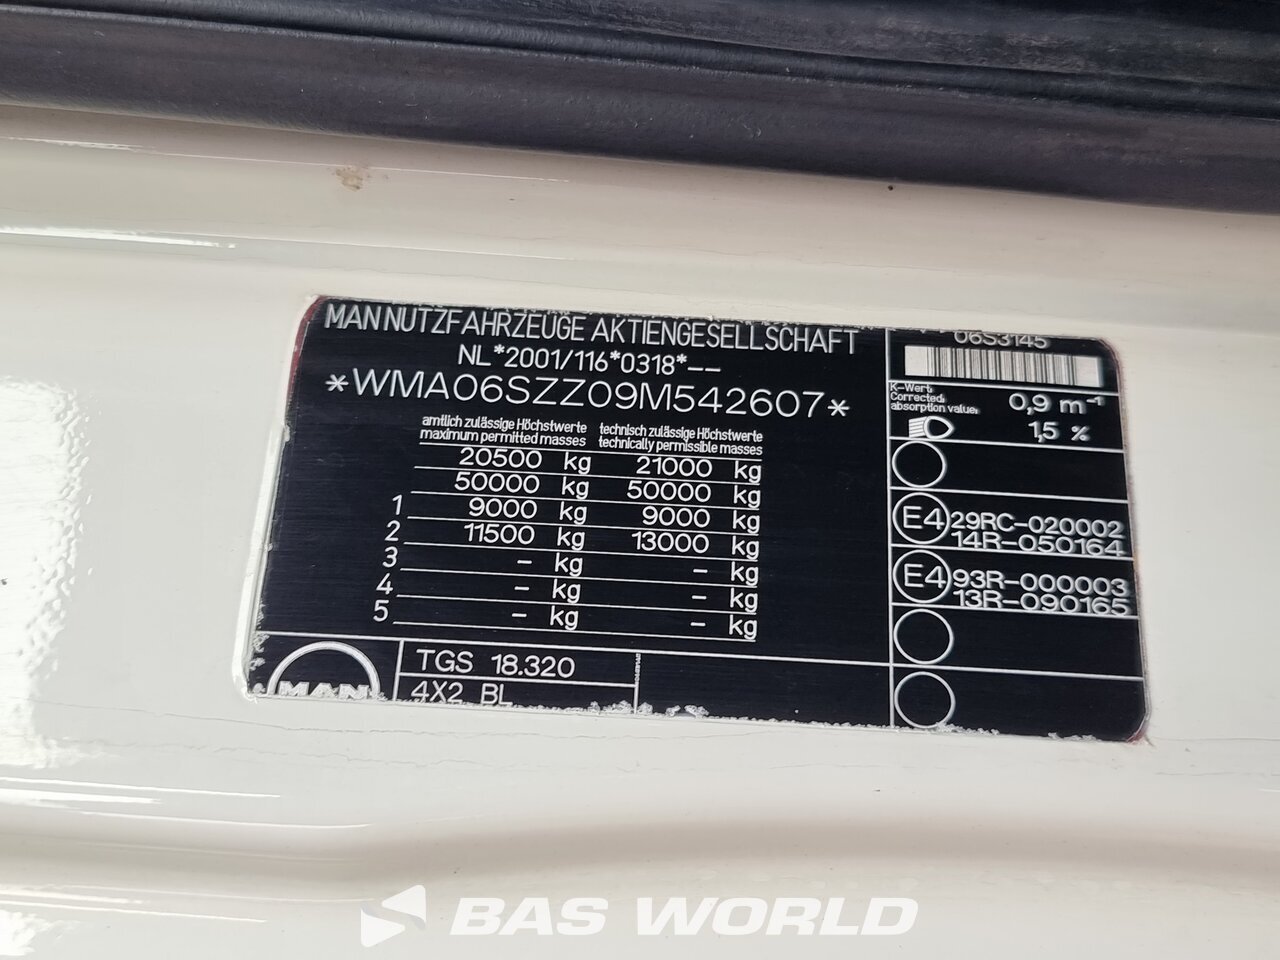 MAN NUTZFAHRZEUGE AKTIENGESELLSCHAFT
NL*2001/116*0318*--
*WMA06SZZ09M542607*
amtlich zulässige Höchstwerte technisch zulässige Höchstwerte
maximum permitted masses technically permissible masses
20500 kg 21000 kg
50000 kg 50000 kg
1 9000 kg 9000 kg
2 11500 kg 13000 kg
3 - kg - kg
4 - kg - kg
5 - kg - kg
MAN
TGS 18.320
4X2 BL
06S3145
K-Wert:
Corrected
absorption value:
0,9 m⁻¹
1,5 %
E4 29RC-020002
14R-050164
E4 93R-000003
13R-090165
BAS WORLD